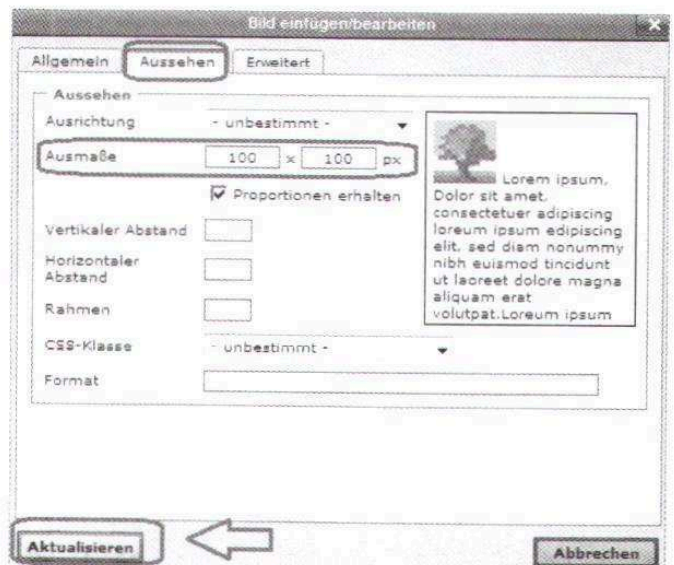 Bild einfügen/bearbeiten
Allgemein Aussehen Erweitert
Aussehen
Ausrichtung - unbestimmt -
Ausmaße 100 x 100 px
Proportionen erhalten
Vertikaler Abstand
Horizontaler
Abstand
Rahmen
CSS-Klasse - unbestimmt -
Format
Lorem ipsum,
Dolor sit amet,
consectetuer adipiscing
loreum ipsum edipiscing
elit, sed diam nonummy
nibh euismod tincidunt
ut laoreet dolore magna
aliquam erat
volutpat.Loreum ipsum
Aktualisieren Abbrechen